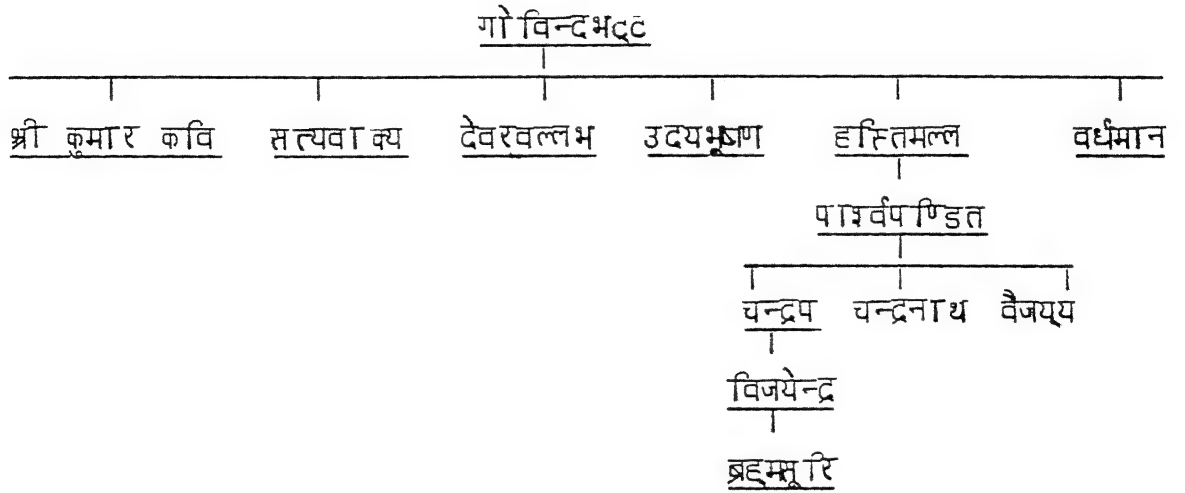 गोविन्दभट्ट
श्री कुमार कवि सत्यवाक्य देवरवल्लभ उदयभूषण हस्तिमल्ल वर्धमान
पार्श्वपण्डित
चन्द्रप चन्द्रनाथ वैजय्य
विजयेन्द्र
ब्रह्मसूरि